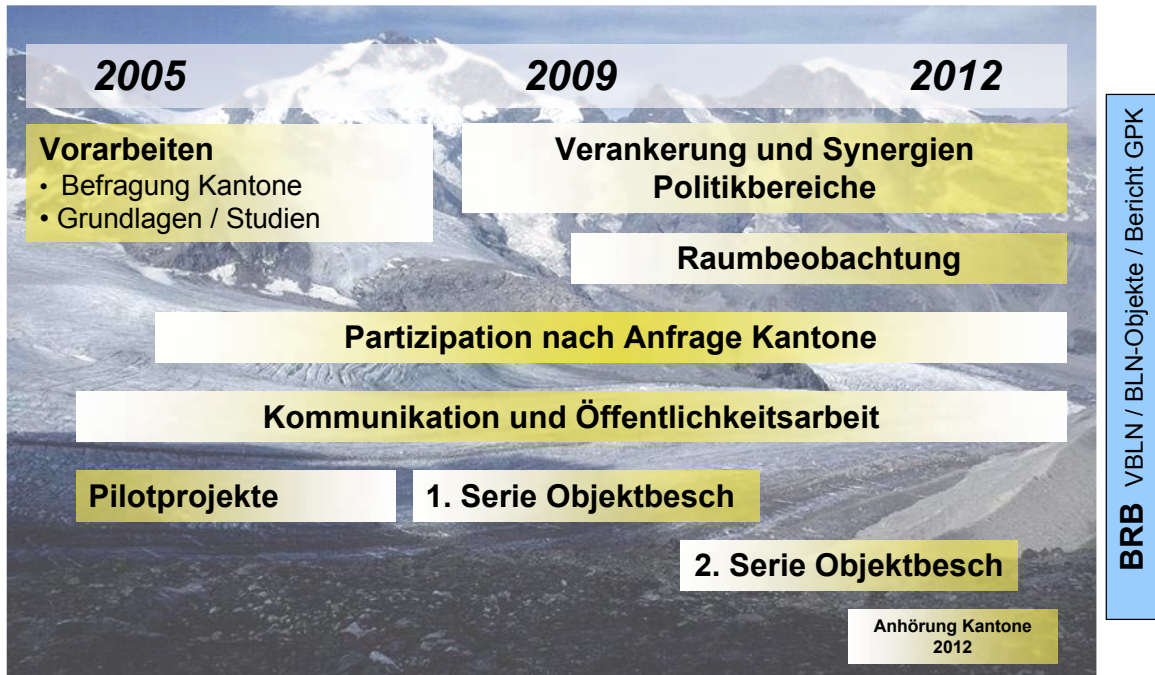 2005 2009 2012
Vorarbeiten
• Befragung Kantone
• Grundlagen / Studien
Verankerung und Synergien
Politikbereiche
Raumbeobachtung
Partizipation nach Anfrage Kantone
Kommunikation und Öffentlichkeitsarbeit
Pilotprojekte
1. Serie Objektbesch
2. Serie Objektbesch
Anhörung Kantone
2012
BRB VBLN / BLN-Objekte / Bericht GPK